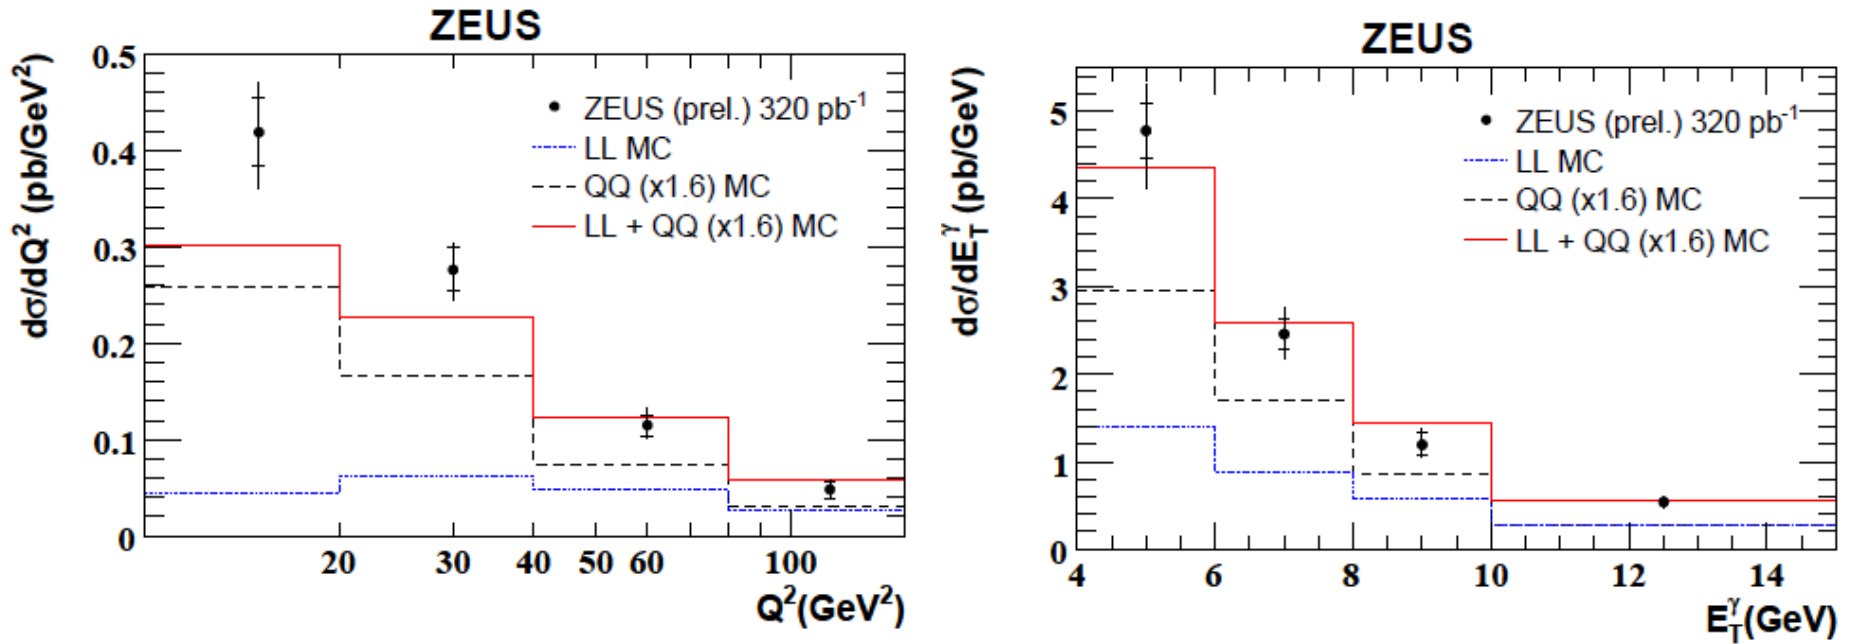 ZEUS
dσ/dQ² (pb/GeV²)
0.5
0.4
0.3
0.2
0.1
0
ZEUS (prel.) 320 pb⁻¹
LL MC
QQ (x1.6) MC
LL + QQ (x1.6) MC
20 30 40 50 60 100
Q²(GeV²)
ZEUS
dσ/dE_T^γ (pb/GeV)
5
4
3
2
1
0
ZEUS (prel.) 320 pb⁻¹
LL MC
QQ (x1.6) MC
LL + QQ (x1.6) MC
4 6 8 10 12 14
E_T^γ(GeV)